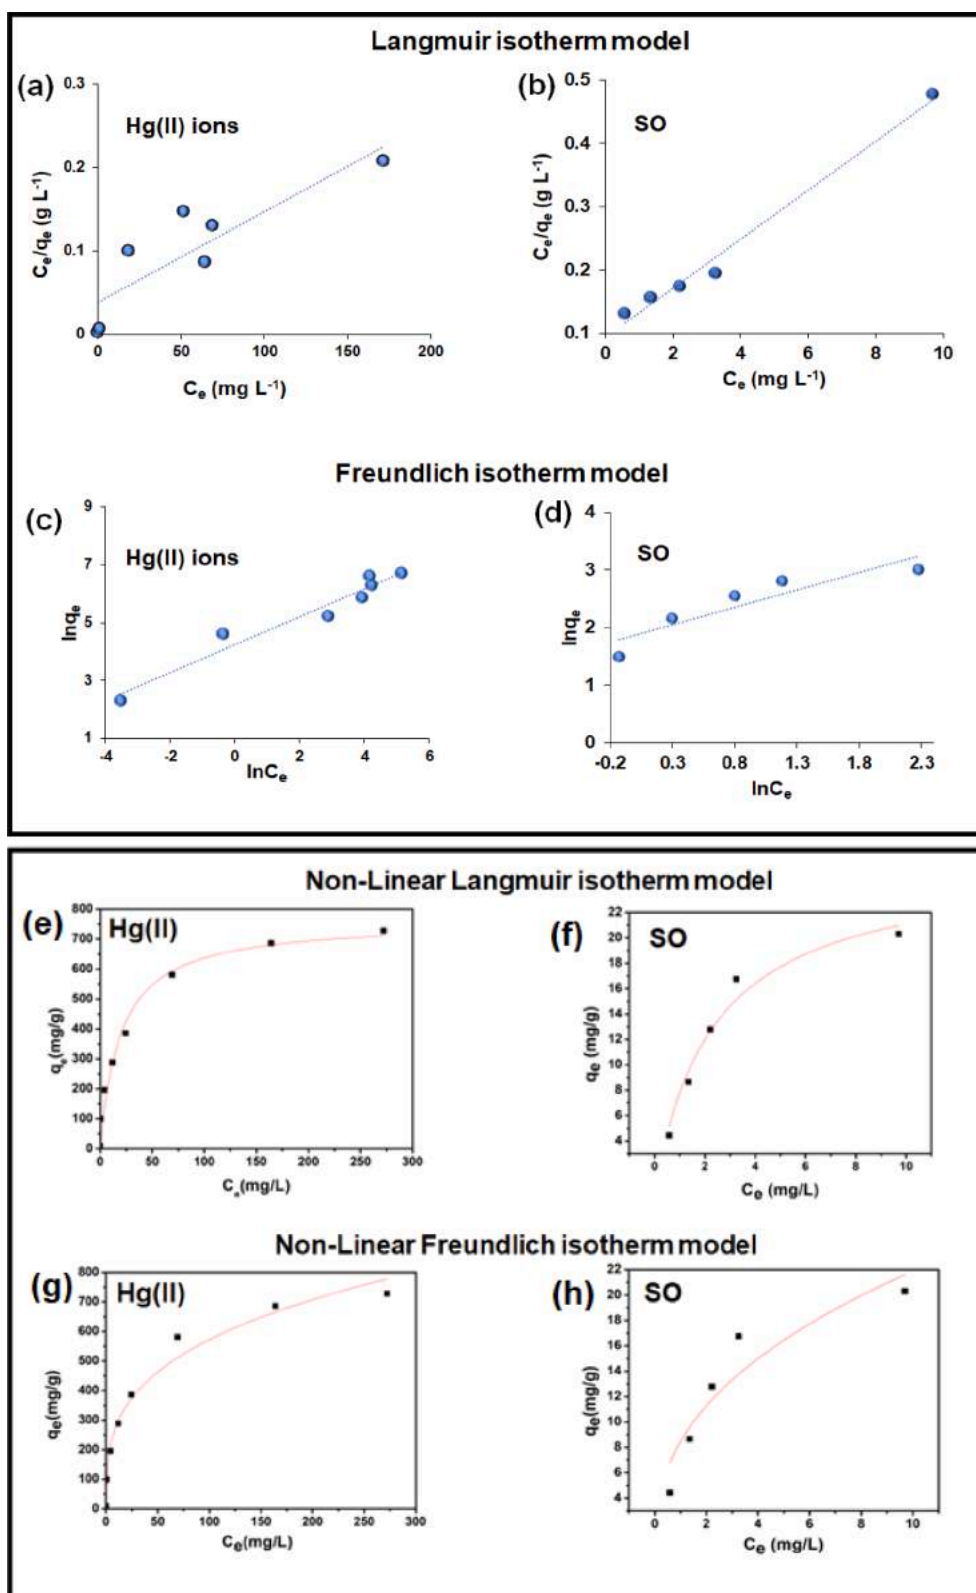 Langmuir isotherm model
(a)
Hg(II) ions
0.3
0.2
0.1
0
Cₑ/qₑ (g L⁻¹)
0 50 100 150 200
Cₑ (mg L⁻¹)
(b)
SO
0.5
0.4
0.3
0.2
0.1
Cₑ/qₑ (g L⁻¹)
0 2 4 6 8 10
Cₑ (mg L⁻¹)
Freundlich isotherm model
(c)
Hg(II) ions
9
7
5
3
1
lnqₑ
-4 -2 0 2 4 6
lnCₑ
(d)
SO
4
3
2
1
0
lnqₑ
-0.2 0.3 0.8 1.3 1.8 2.3
lnCₑ
Non-Linear Langmuir isotherm model
(e)
Hg(II)
800
700
600
500
400
300
200
100
0
qₑ(mg/g)
0 50 100 150 200 250 300
Cₑ(mg/L)
(f)
SO
22
20
18
16
14
12
10
8
6
4
qₑ (mg/g)
0 2 4 6 8 10
Cₑ (mg/L)
Non-Linear Freundlich isotherm model
(g)
Hg(II)
800
700
600
500
400
300
200
100
0
qₑ(mg/g)
0 50 100 150 200 250 300
Cₑ(mg/L)
(h)
SO
22
20
18
16
14
12
10
8
6
4
qₑ(mg/g)
0 2 4 6 8 10
Cₑ (mg/L)